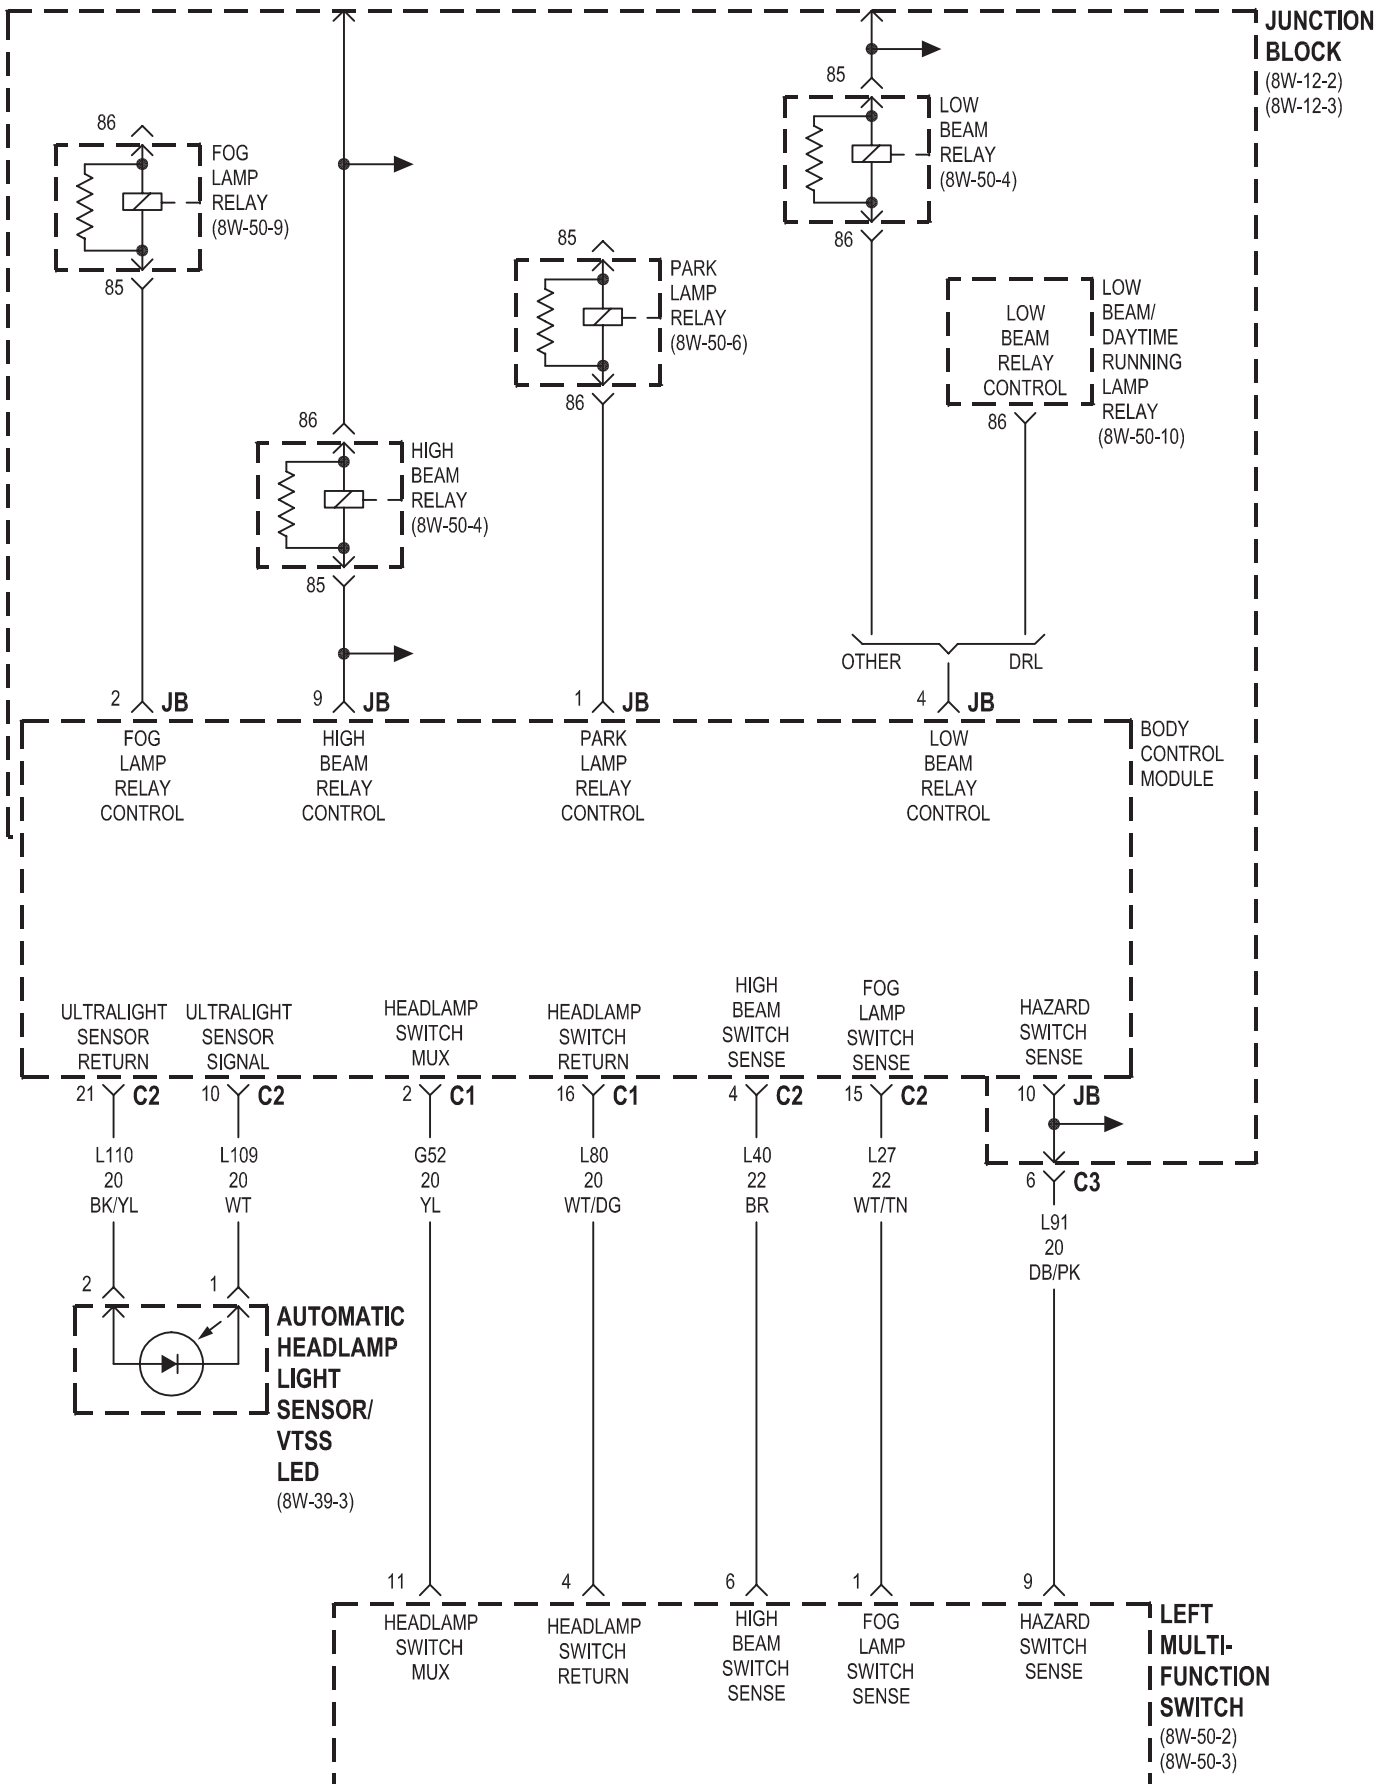 JUNCTION
BLOCK
(8W-12-2)
(8W-12-3)
85
LOW
BEAM
RELAY
(8W-50-4)
86
86
FOG
LAMP
RELAY
(8W-50-9)
85
85
PARK
LAMP
RELAY
(8W-50-6)
86
LOW
BEAM
RELAY
CONTROL
LOW
BEAM/
DAYTIME
RUNNING
LAMP
RELAY
(8W-50-10)
86
86
HIGH
BEAM
RELAY
(8W-50-4)
85
OTHER
DRL
2 JB
9 JB
1 JB
4 JB
FOG
LAMP
RELAY
CONTROL
HIGH
BEAM
RELAY
CONTROL
PARK
LAMP
RELAY
CONTROL
LOW
BEAM
RELAY
CONTROL
BODY
CONTROL
MODULE
ULTRALIGHT
SENSOR
RETURN
ULTRALIGHT
SENSOR
SIGNAL
HEADLAMP
SWITCH
MUX
HEADLAMP
SWITCH
RETURN
HIGH
BEAM
SWITCH
SENSE
FOG
LAMP
SWITCH
SENSE
HAZARD
SWITCH
SENSE
21 C2
10 C2
2 C1
16 C1
4 C2
15 C2
10 JB
L110
20
BK/YL
L109
20
WT
G52
20
YL
L80
20
WT/DG
L40
22
BR
L27
22
WT/TN
6 C3
L91
20
DB/PK
2
1
AUTOMATIC
HEADLAMP
LIGHT
SENSOR/
VTSS
LED
(8W-39-3)
11
4
6
1
9
HEADLAMP
SWITCH
MUX
HEADLAMP
SWITCH
RETURN
HIGH
BEAM
SWITCH
SENSE
FOG
LAMP
SWITCH
SENSE
HAZARD
SWITCH
SENSE
LEFT
MULTI-
FUNCTION
SWITCH
(8W-50-2)
(8W-50-3)